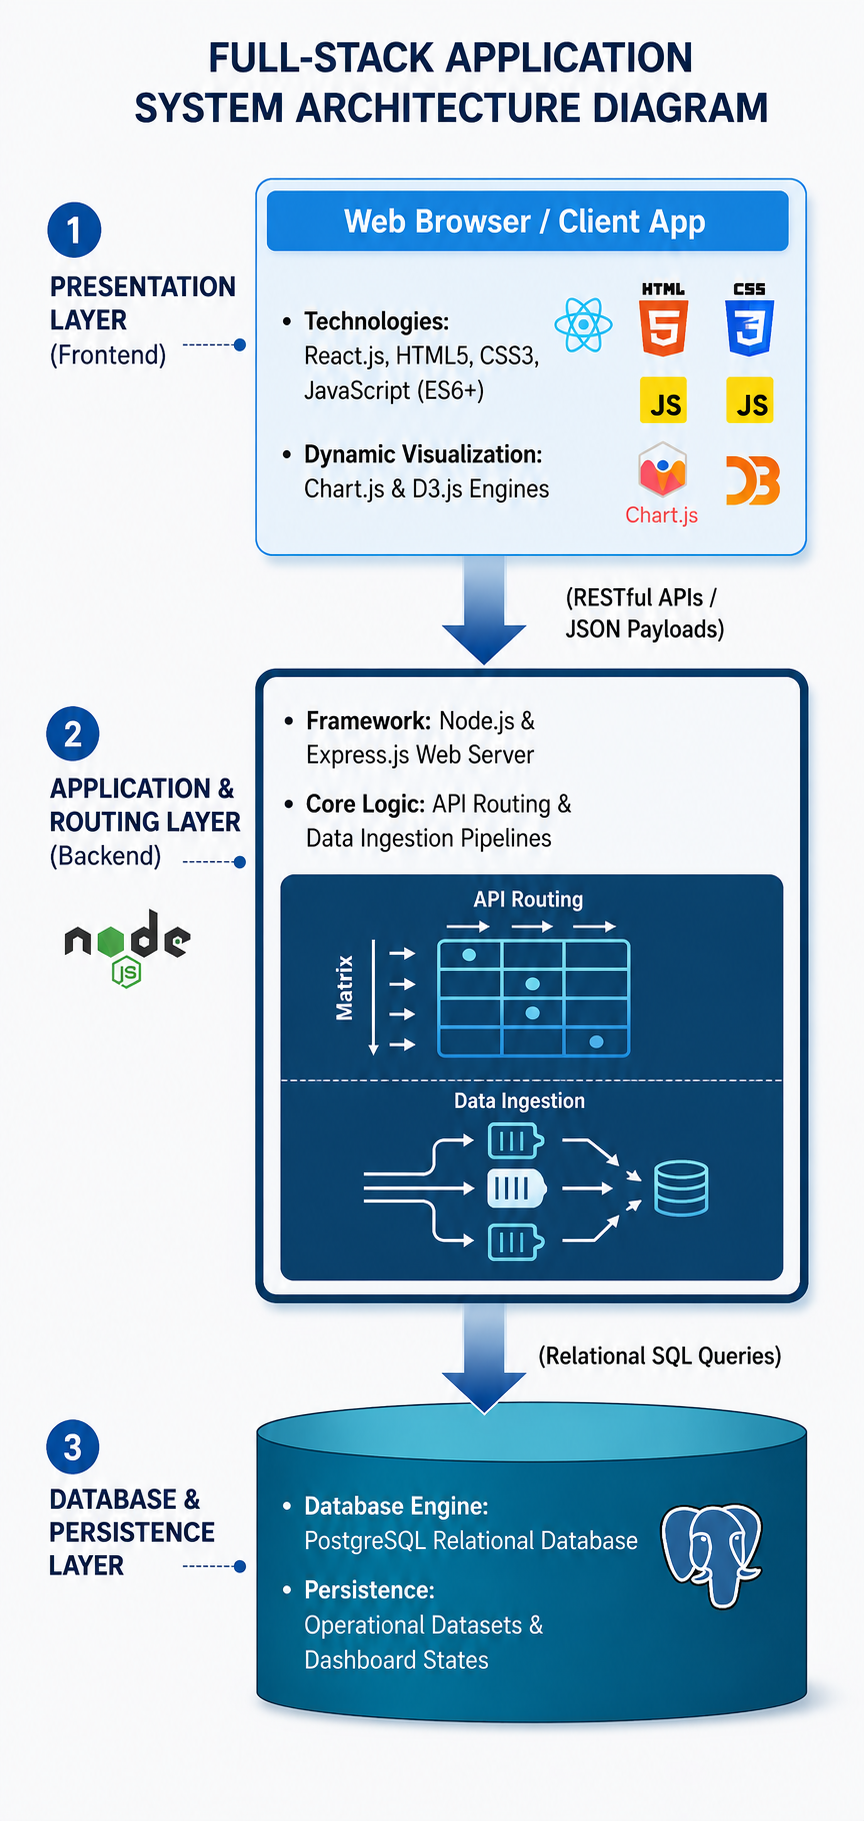 FULL-STACK APPLICATION
SYSTEM ARCHITECTURE DIAGRAM
1
PRESENTATION
LAYER
(Frontend)
Web Browser / Client App
• Technologies:
React.js, HTML5, CSS3,
JavaScript (ES6+)
HTML
5
CSS
3
JS
JS
• Dynamic Visualization:
Chart.js & D3.js Engines
Chart.js
D3
(RESTful APIs /
JSON Payloads)
2
APPLICATION &
ROUTING LAYER
(Backend)
node
JS
• Framework: Node.js &
Express.js Web Server
• Core Logic: API Routing &
Data Ingestion Pipelines
API Routing
Matrix
Data Ingestion
(Relational SQL Queries)
3
DATABASE &
PERSISTENCE
LAYER
• Database Engine:
PostgreSQL Relational Database
• Persistence:
Operational Datasets &
Dashboard States